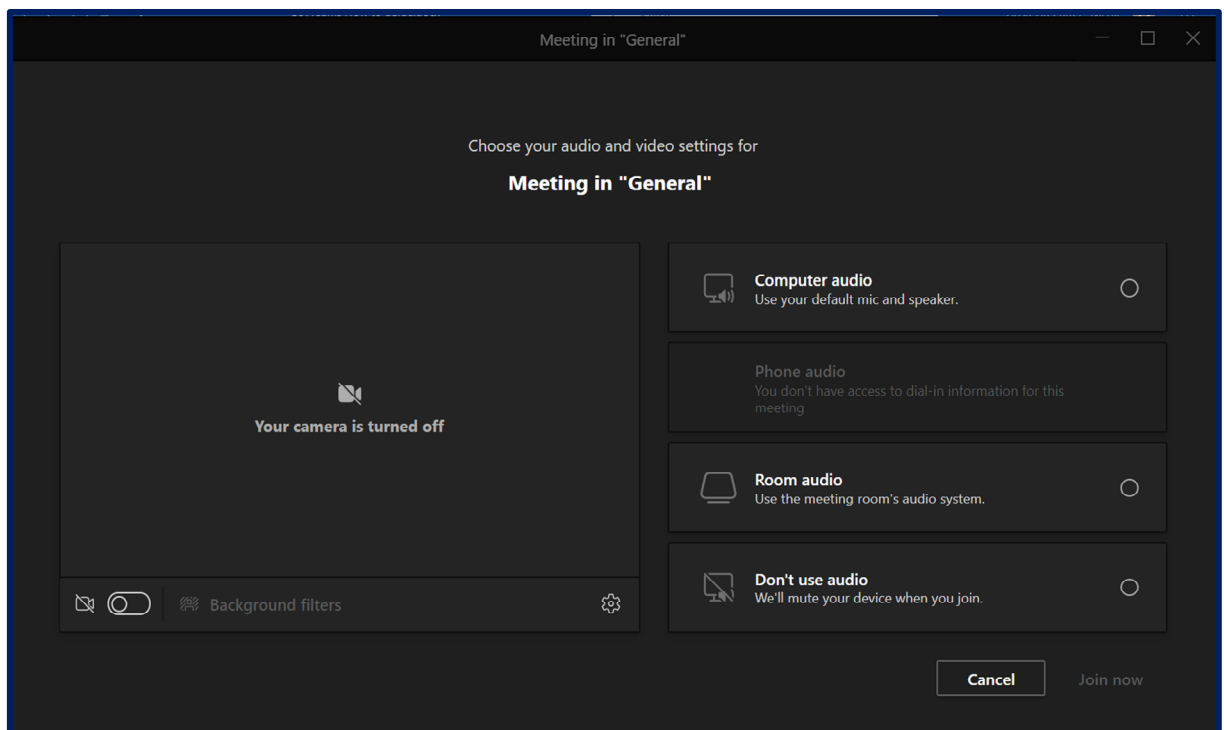 Meeting in "General"
Choose your audio and video settings for
Meeting in "General"
Your camera is turned off
Background filters
Computer audio
Use your default mic and speaker.
Phone audio
You don't have access to dial-in information for this
meeting
Room audio
Use the meeting room's audio system.
Don't use audio
We'll mute your device when you join.
Cancel
Join now